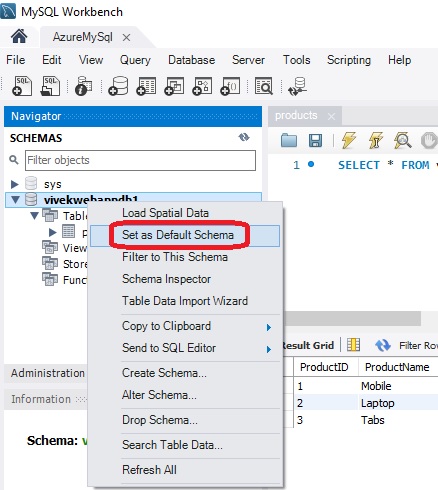 MySQL Workbench
AzureMySql
File Edit View Query Database Server Tools Scripting
Navigator
products
SCHEMAS
Filter objects
1 SELECT * FROM
sys
vivekwebappdb1
Load Spatial Data
Set as Default Schema
Filter to This Schema
Schema Inspector
Table Data Import Wizard
Copy to Clipboard
Send to SQL Editor
Create Schema...
Alter Schema...
Drop Schema...
Search Table Data...
Refresh All
Table
View
Store
Result Grid Filter Row
ProductID ProductName
1 Mobile
2 Laptop
3 Tabs
Administration
Information
Schema: